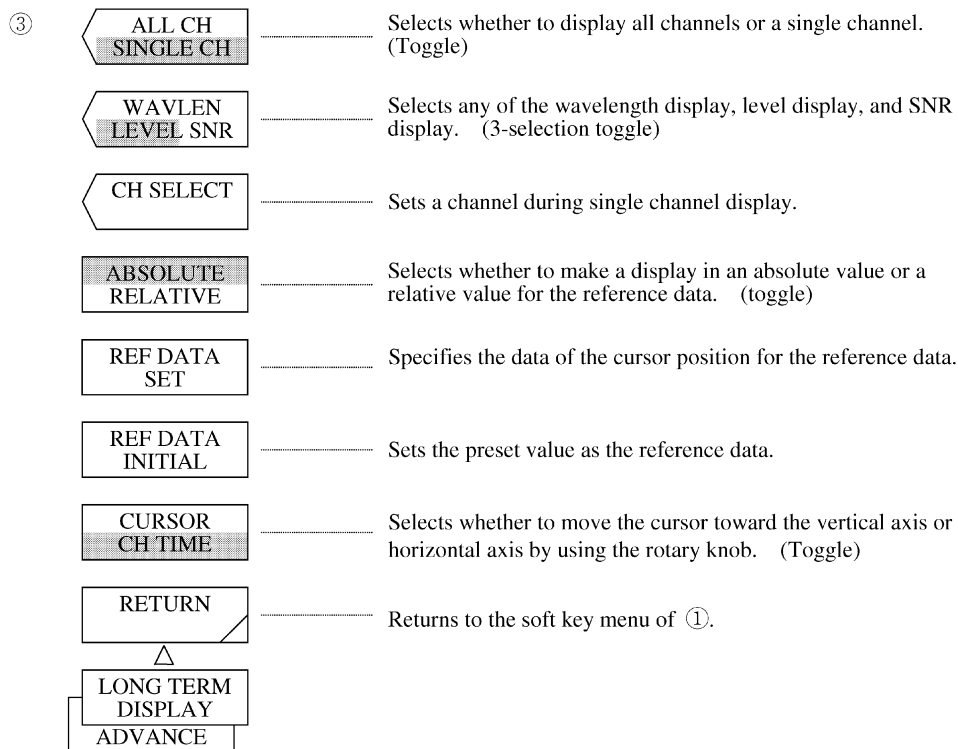 ③
ALL CH
SINGLE CH
Selects whether to display all channels or a single channel.
(Toggle)
WAVLEN
LEVEL SNR
Selects any of the wavelength display, level display, and SNR
display. (3-selection toggle)
CH SELECT
Sets a channel during single channel display.
ABSOLUTE
RELATIVE
Selects whether to make a display in an absolute value or a
relative value for the reference data. (toggle)
REF DATA
SET
Specifies the data of the cursor position for the reference data.
REF DATA
INITIAL
Sets the preset value as the reference data.
CURSOR
CH TIME
Selects whether to move the cursor toward the vertical axis or
horizontal axis by using the rotary knob. (Toggle)
RETURN
Returns to the soft key menu of ①.
LONG TERM
DISPLAY
ADVANCE